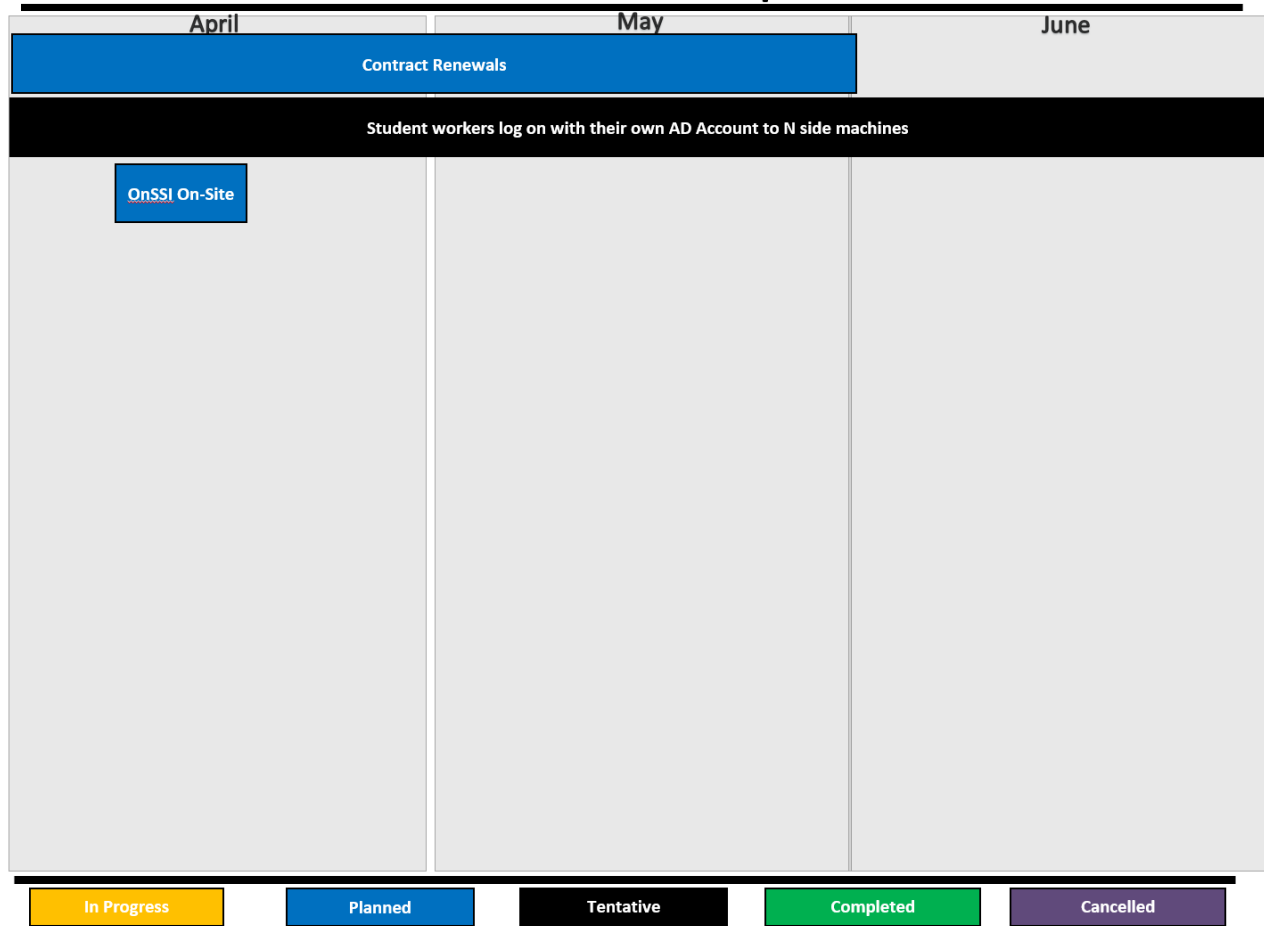 April
May
June
Contract Renewals
Student workers log on with their own AD Account to N side machines
OnSSI On-Site
In Progress
Planned
Tentative
Completed
Cancelled